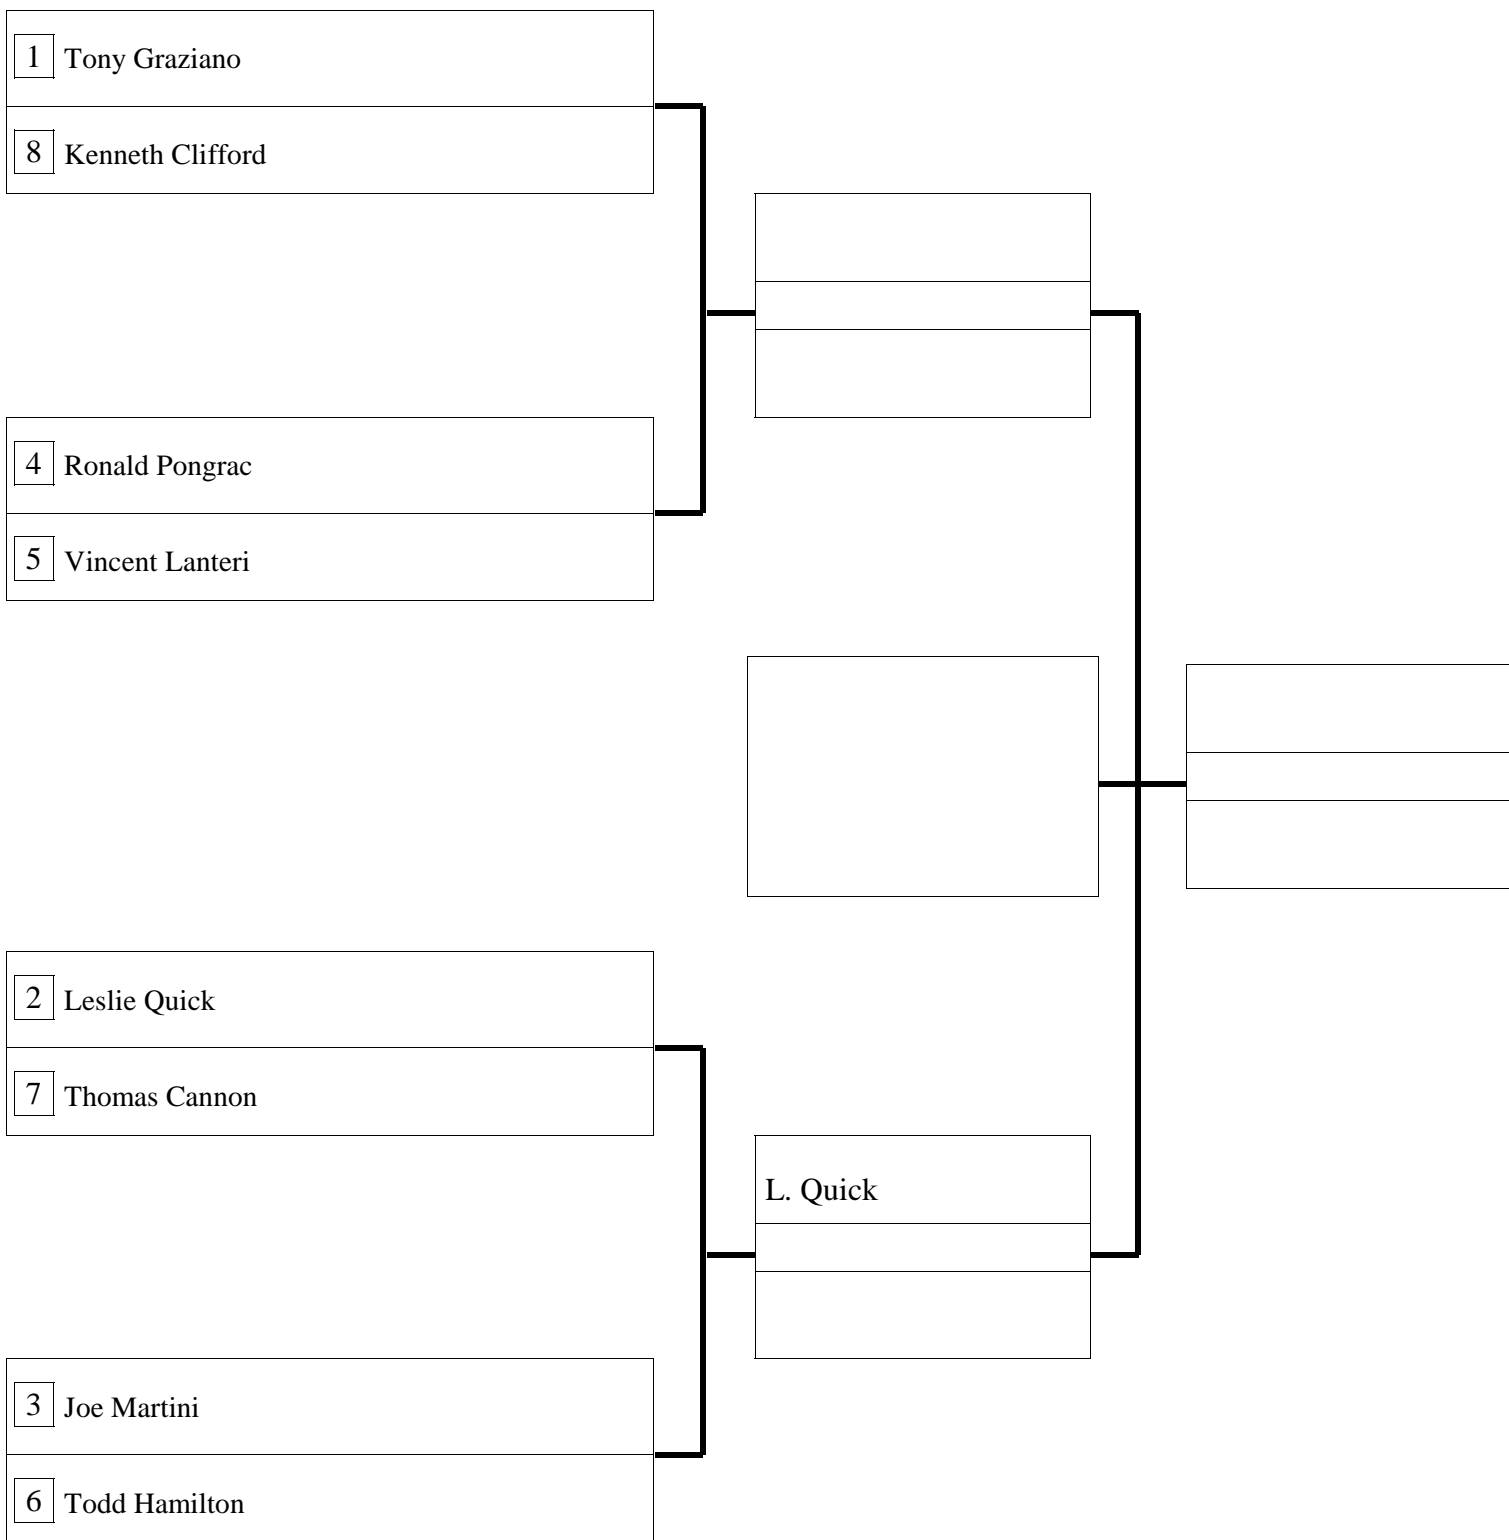 1 Tony Graziano
8 Kenneth Clifford
4 Ronald Pongrac
5 Vincent Lanteri
2 Leslie Quick
7 Thomas Cannon
L. Quick
3 Joe Martini
6 Todd Hamilton